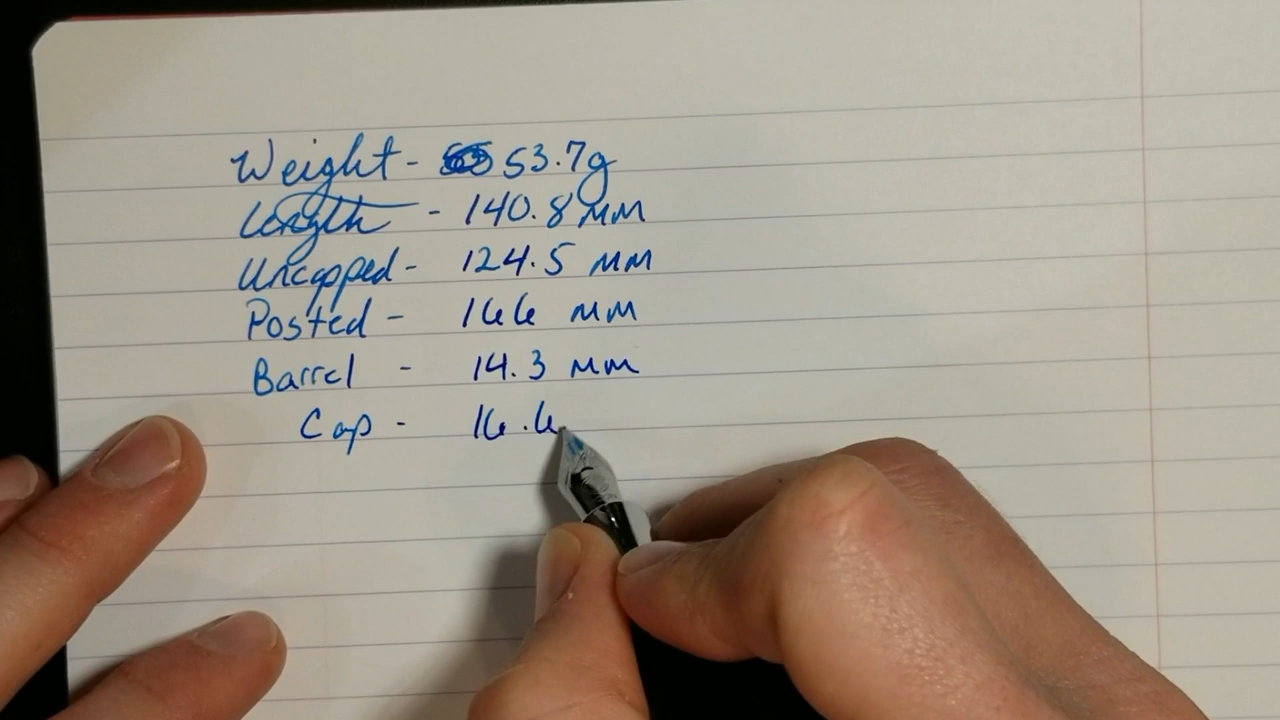 Weight - 53.7g
Length - 140.8 MM
Uncapped - 124.5 MM
Posted - 166 MM
Barrel - 14.3 MM
Cap - 16.6